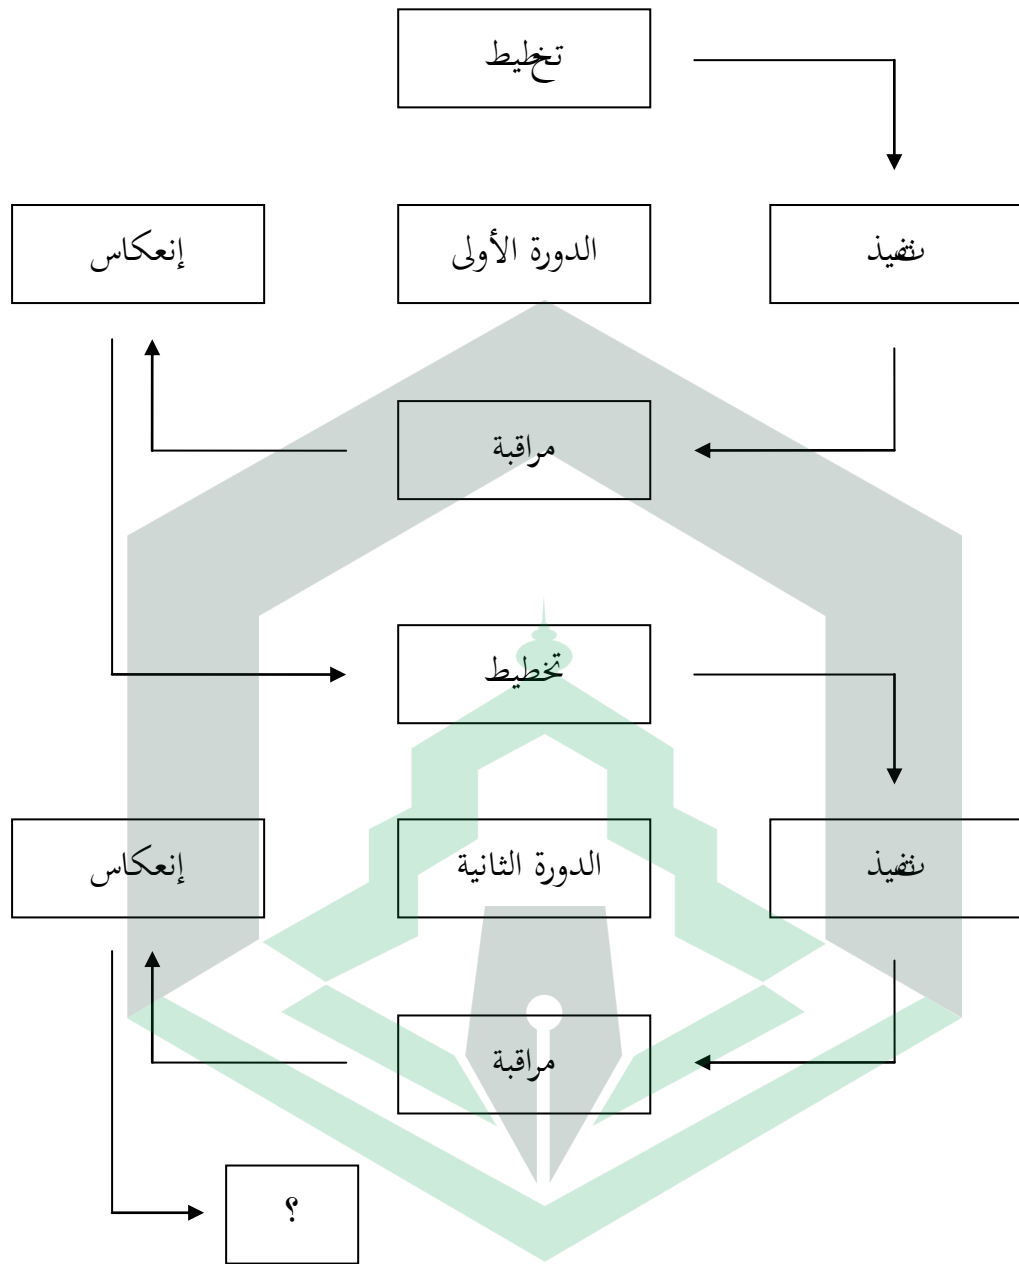 تخطيط
تنفيذ
الدورة الأولى
إنعكاس
مراقبة
تخطيط
تنفيذ
الدورة الثانية
إنعكاس
مراقبة
؟